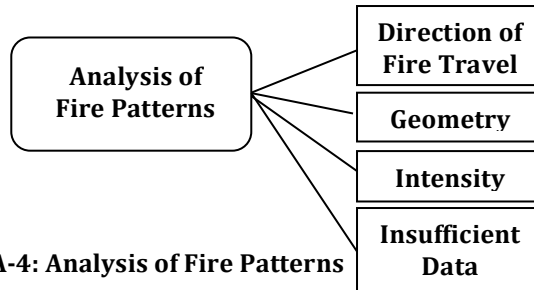 Analysis of
Fire Patterns
Direction of
Fire Travel
Geometry
Intensity
Insufficient
Data
A-4: Analysis of Fire Patterns